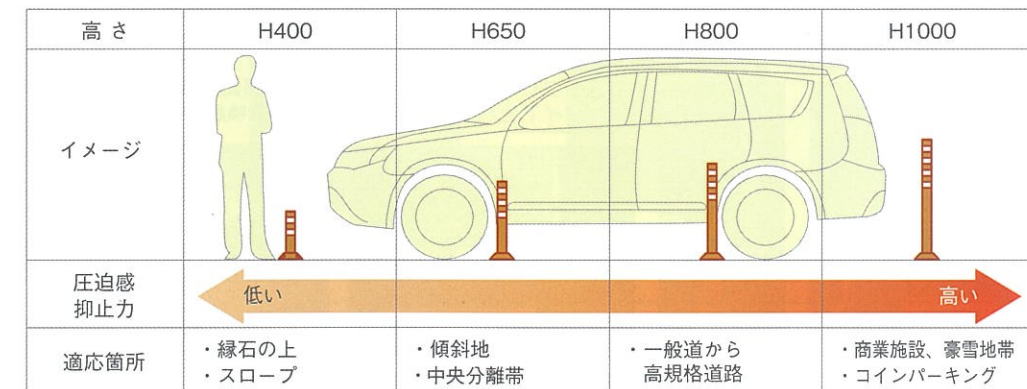 高さ H400 H650 H800 H1000
イメージ
圧迫感
抑止力
低い 高い
適応箇所
・縁石の上
・スロープ
・傾斜地
・中央分離帯
・一般道から
高規格道路
・商業施設、豪雪地帯
・コインパーキング